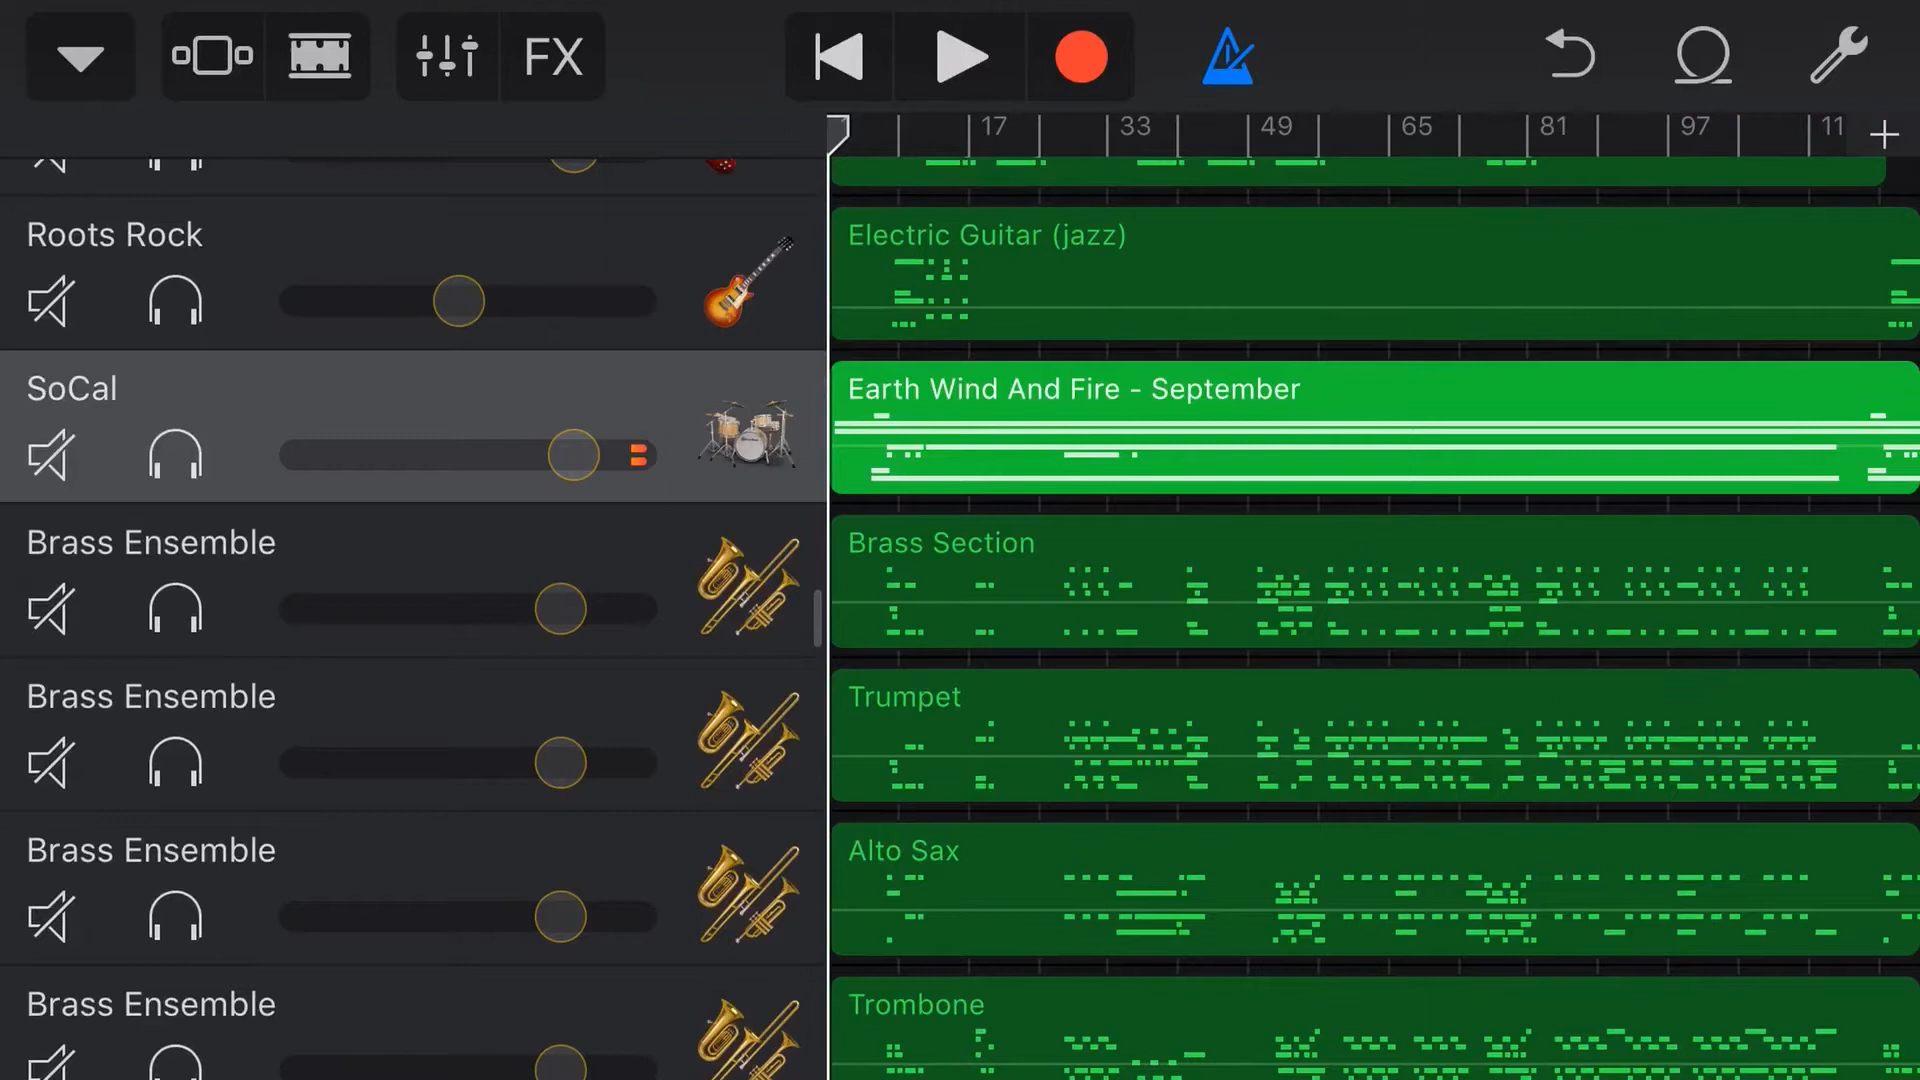 FX
17 33 49 65 81 97 11
Roots Rock
Electric Guitar (jazz)
SoCal
Earth Wind And Fire - September
Brass Ensemble
Brass Section
Brass Ensemble
Trumpet
Brass Ensemble
Alto Sax
Brass Ensemble
Trombone